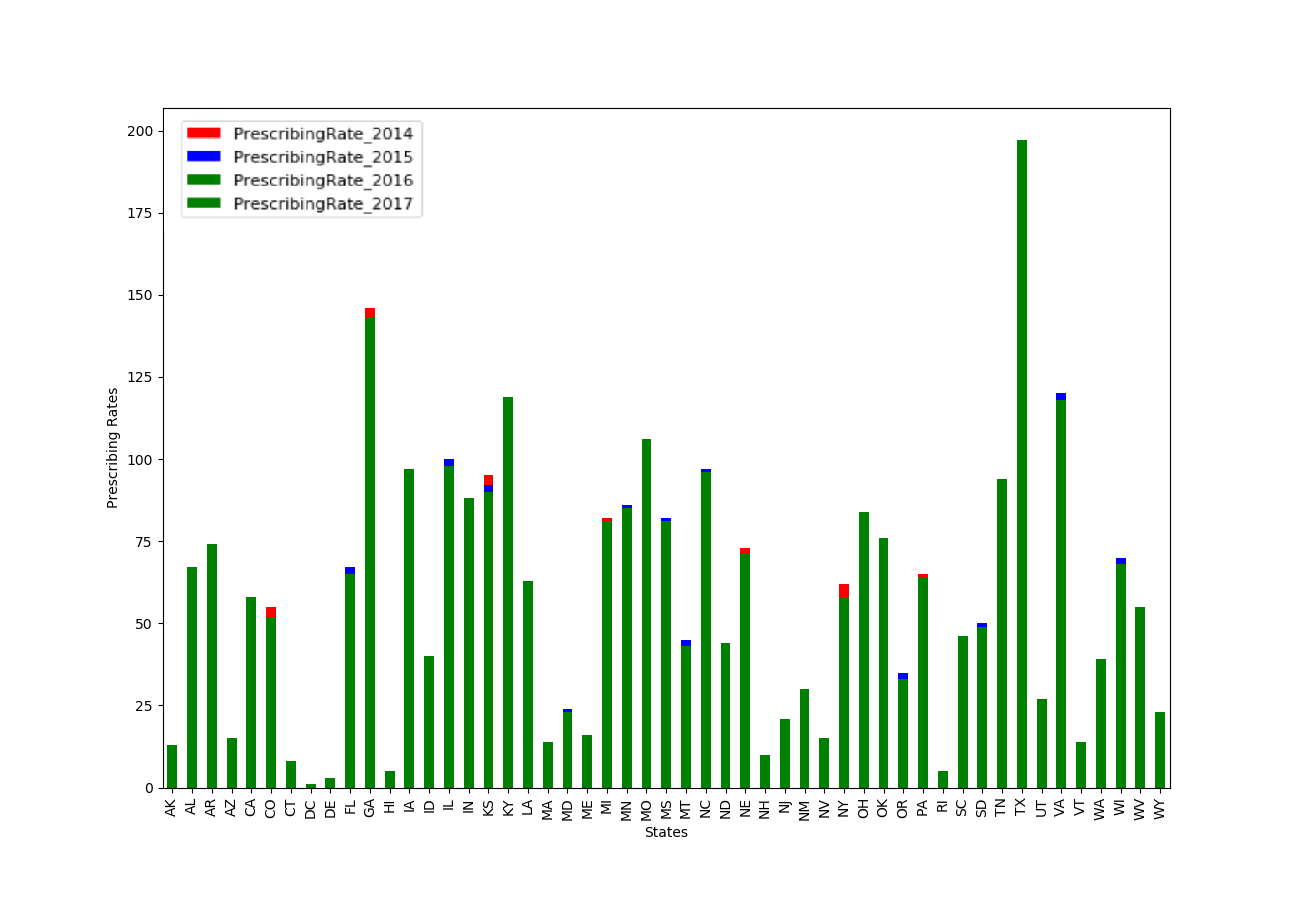 PrescribingRate_2014
PrescribingRate_2015
PrescribingRate_2016
PrescribingRate_2017
200
175
150
125
100
75
50
25
0
Prescribing Rates
AK AL AR AZ CA CO CT DC DE FL GA HI IA ID IL IN KS KY LA MA MD ME MI MN MO MS MT NC ND NE NH NJ NM NV NY OH OK OR PA RI SC SD TN TX UT VA VT WA WI WV WY
States